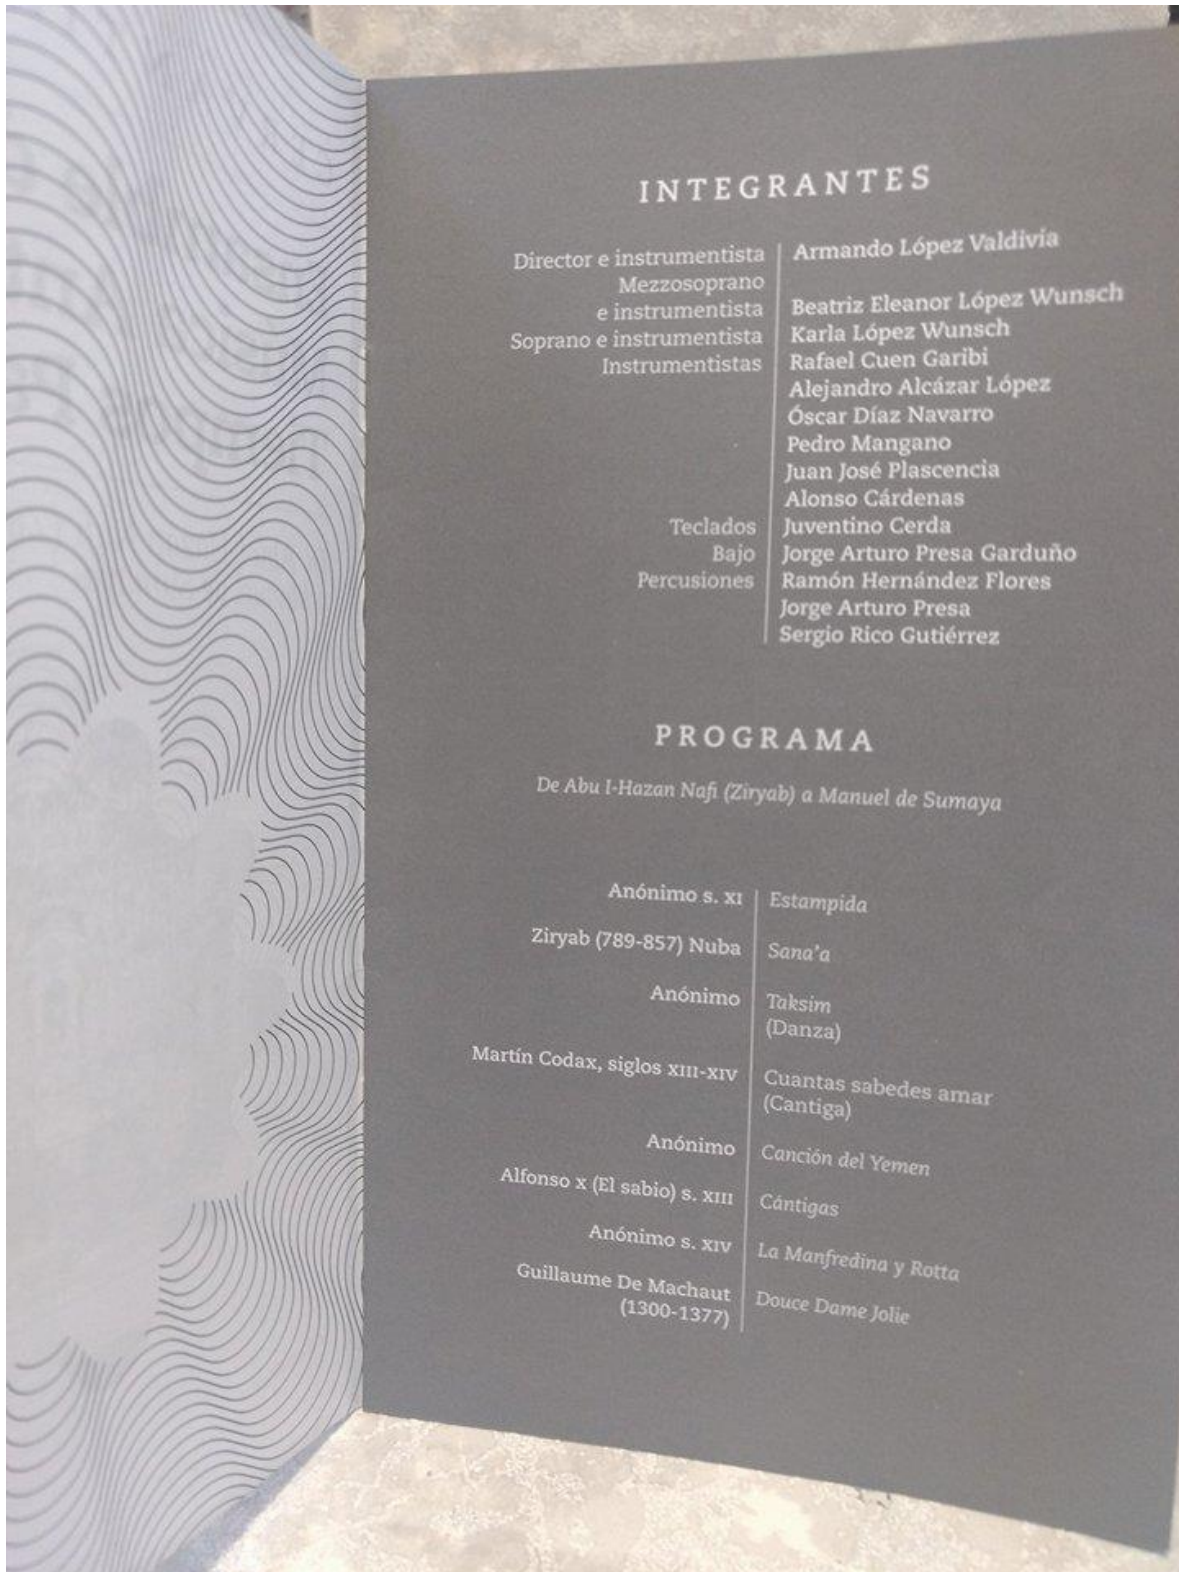 INTEGRANTES
Director e instrumentista Armando López Valdivia
Mezzosoprano
e instrumentista Beatriz Eleanor López Wunsch
Soprano e instrumentista Karla López Wunsch
Instrumentistas Rafael Cuen Garibi
Alejandro Alcázar López
Óscar Díaz Navarro
Pedro Mangano
Juan José Plascencia
Alonso Cárdenas
Teclados Juventino Cerda
Bajo Jorge Arturo Presa Garduño
Percusiones Ramón Hernández Flores
Jorge Arturo Presa
Sergio Rico Gutiérrez
PROGRAMA
De Abu I-Hazan Nafi (Ziryab) a Manuel de Sumaya
Anónimo s. XI Estampida
Ziryab (789-857) Nuba Sana'a
Anónimo Taksim
(Danza)
Martín Codax, siglos XIII-XIV Cuantas sabedes amar
(Cantiga)
Anónimo Canción del Yemen
Alfonso X (El sabio) s. XIII Cántigas
Anónimo s. XIV La Manfredina y Rotta
Guillaume De Machaut Douce Dame Jolie
(1300-1377)